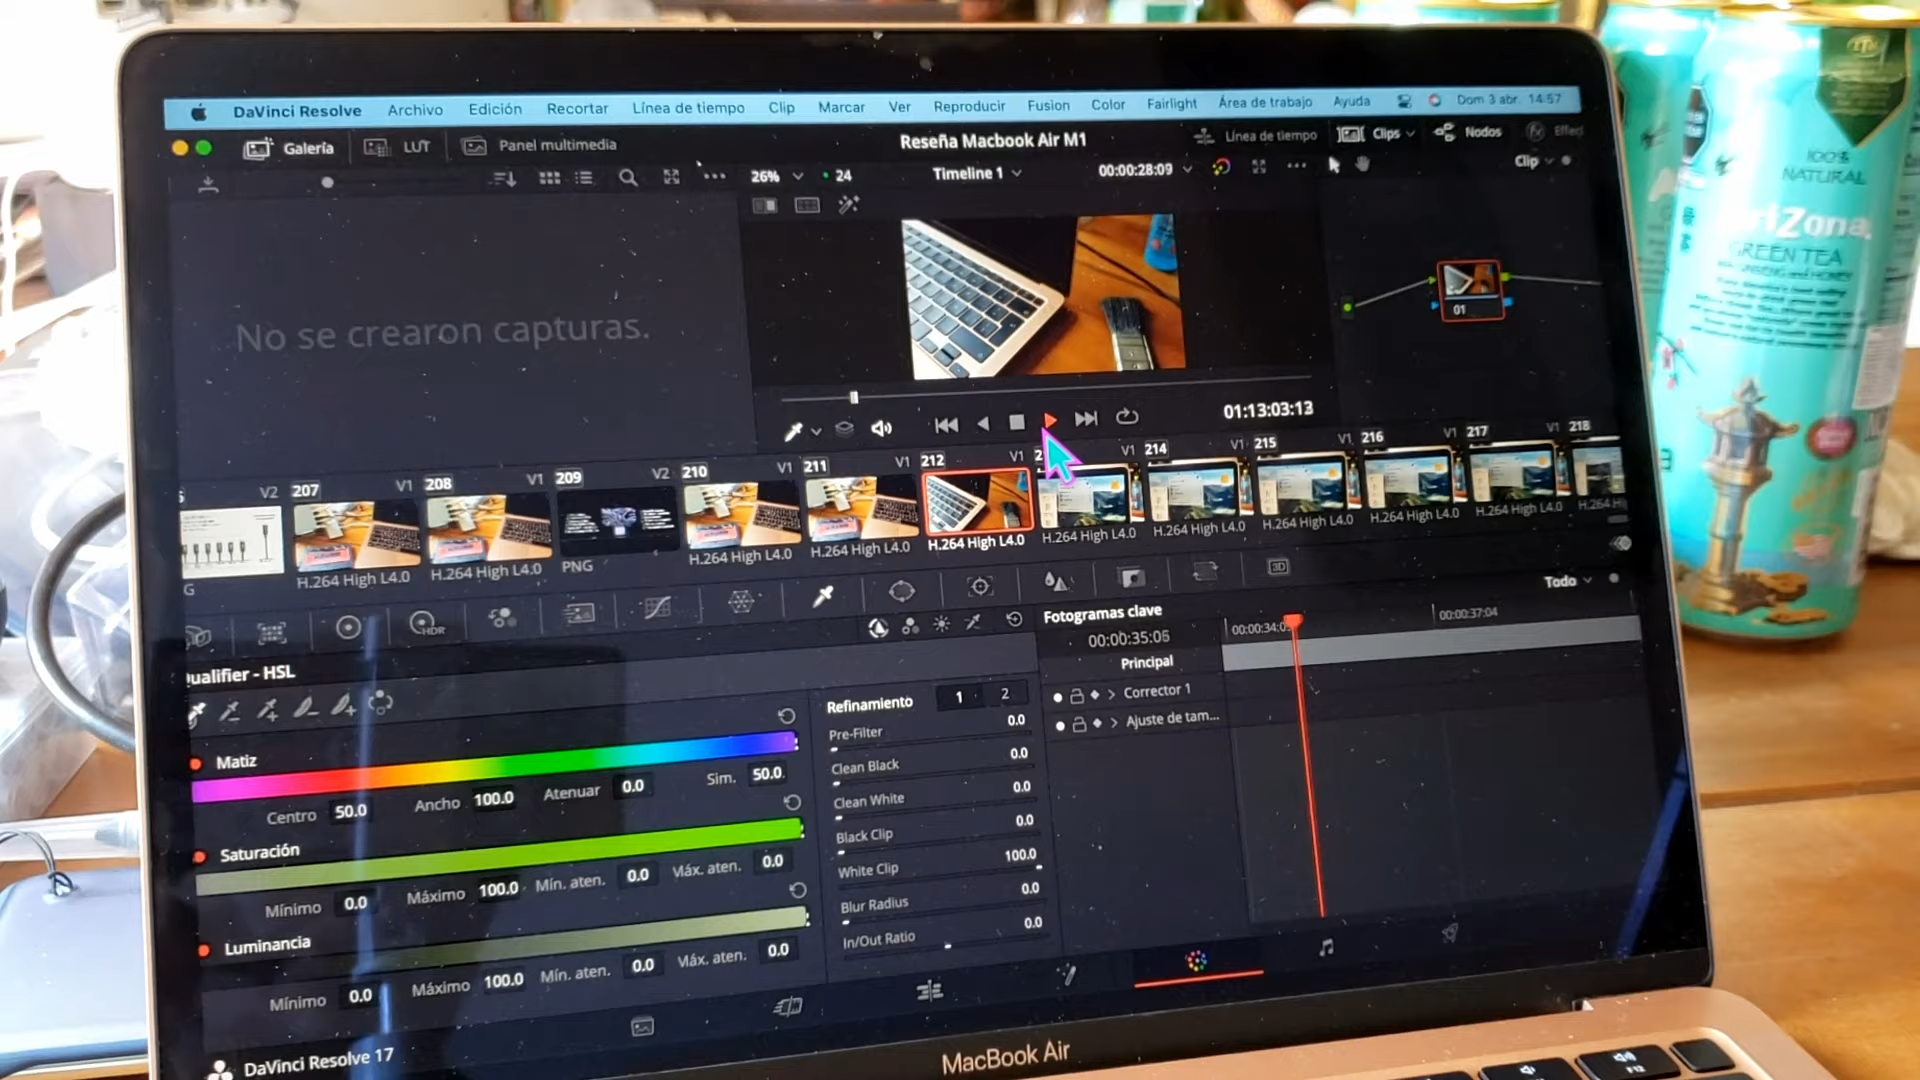 DaVinci Resolve Archivo Edición Recortar Línea de tiempo Clip Marcar Ver Reproducir Fusion Color Fairlight Área de trabajo Ayuda Dom 3 abr. 14:57
Galería LUT Panel multimedia Reseña Macbook Air M1 Línea de tiempo Clips Nodos
26% 24 Timeline 1 00:00:28:09 Clip
No se crearon capturas.
01
01:13:03:13
V2 207 V1 208 V1 209 V2 210 V1 211 V1 212 V1 V1 214 V1 215 V1 216 V1 217 V1 218
G H.264 High L4.0 H.264 High L4.0 PNG H.264 High L4.0 H.264 High L4.0 H.264 High L4.0 H.264 High L4.0 H.264 High L4.0 H.264 High L4.0 H.264 High L4.0 H.264 High L4.0
HDR 3D
Todo
Qualifier - HSL
Matiz
Centro 50.0 Ancho 100.0 Atenuar 0.0 Sim. 50.0
Saturación
Mínimo 0.0 Máximo 100.0 Mín. aten. 0.0 Máx. aten. 0.0
Luminancia
Mínimo 0.0 Máximo 100.0 Mín. aten. 0.0 Máx. aten. 0.0
Refinamiento 1 2
Pre-Filter 0.0
Clean Black 0.0
Clean White 0.0
Black Clip 0.0
White Clip 100.0
Blur Radius 0.0
In/Out Ratio 0.0
Fotogramas clave
00:00:35:06
Principal
Corrector 1
Ajuste de tam...
00:00:37:04
DaVinci Resolve 17
MacBook Air
F12
100%
NATURAL
GREEN TEA